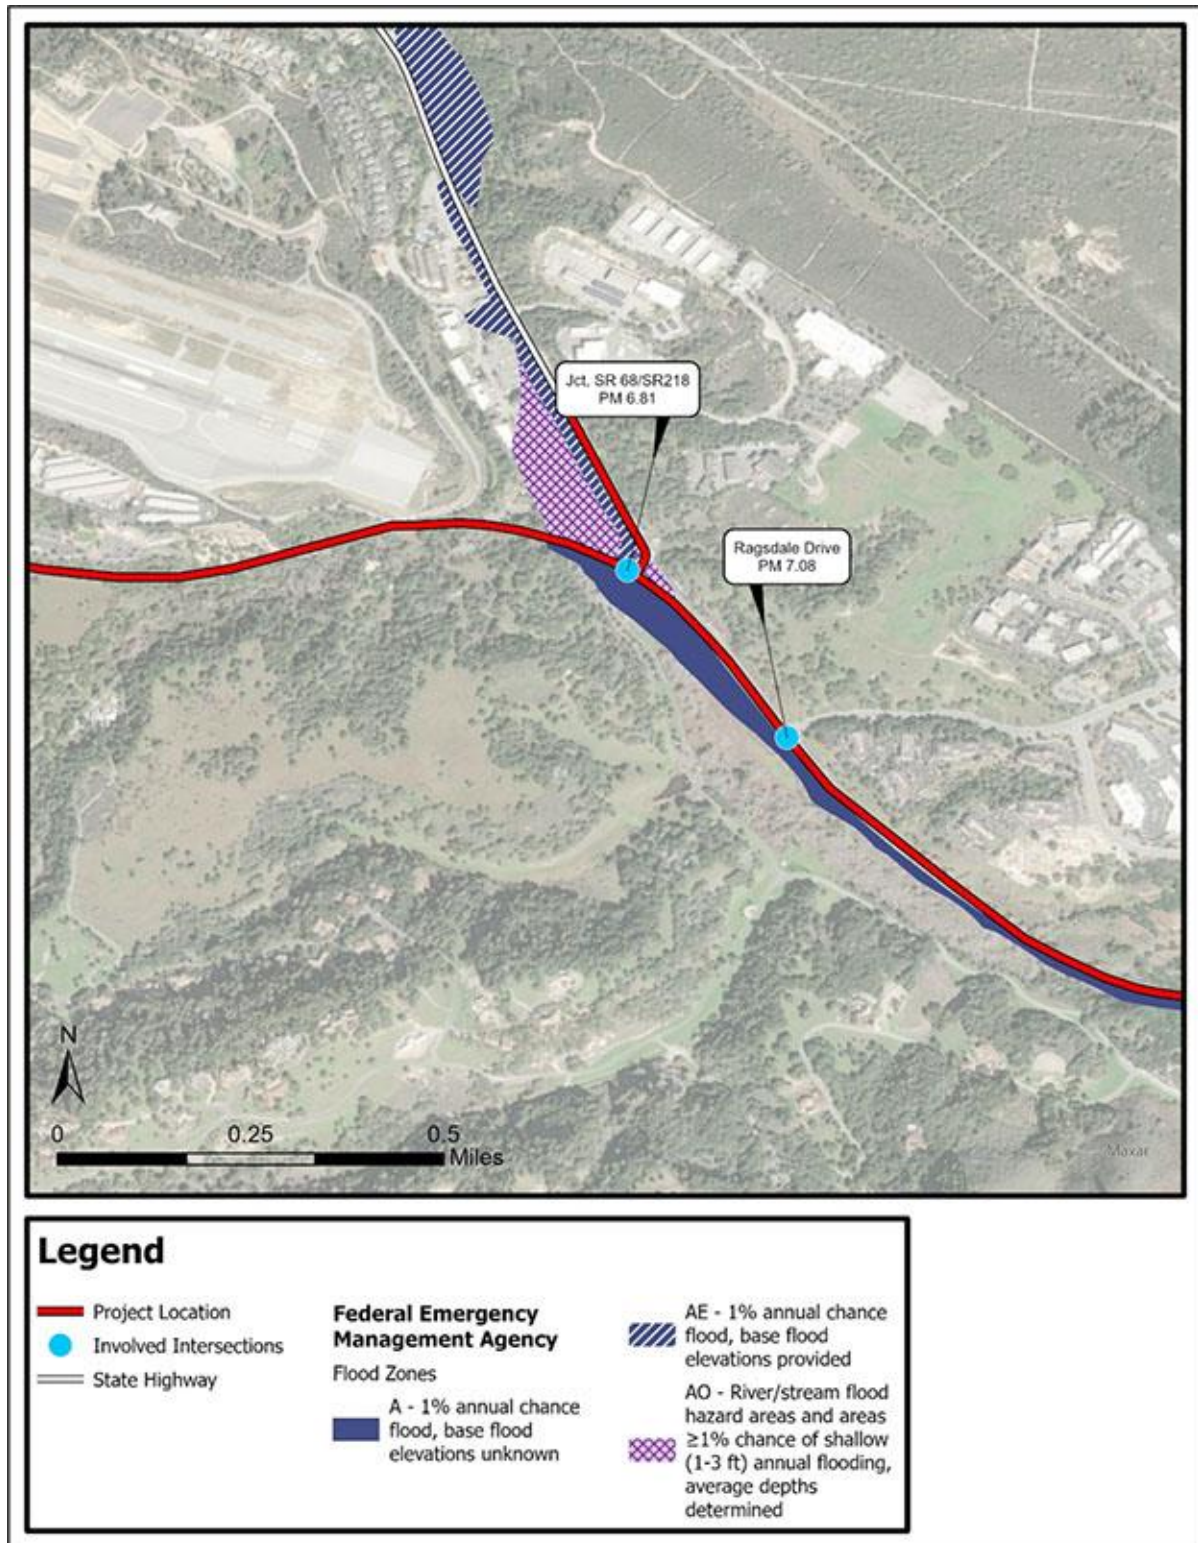 Jct, SR 68/SR218
PM 6.81
Ragsdale Drive
PM 7.08
N
0 0.25 0.5
Miles
Maxar
Legend
Project Location
Involved Intersections
State Highway
Federal Emergency
Management Agency
Flood Zones
A - 1% annual chance
flood, base flood
elevations unknown
AE - 1% annual chance
flood, base flood
elevations provided
AO - River/stream flood
hazard areas and areas
≥1% chance of shallow
(1-3 ft) annual flooding,
average depths
determined